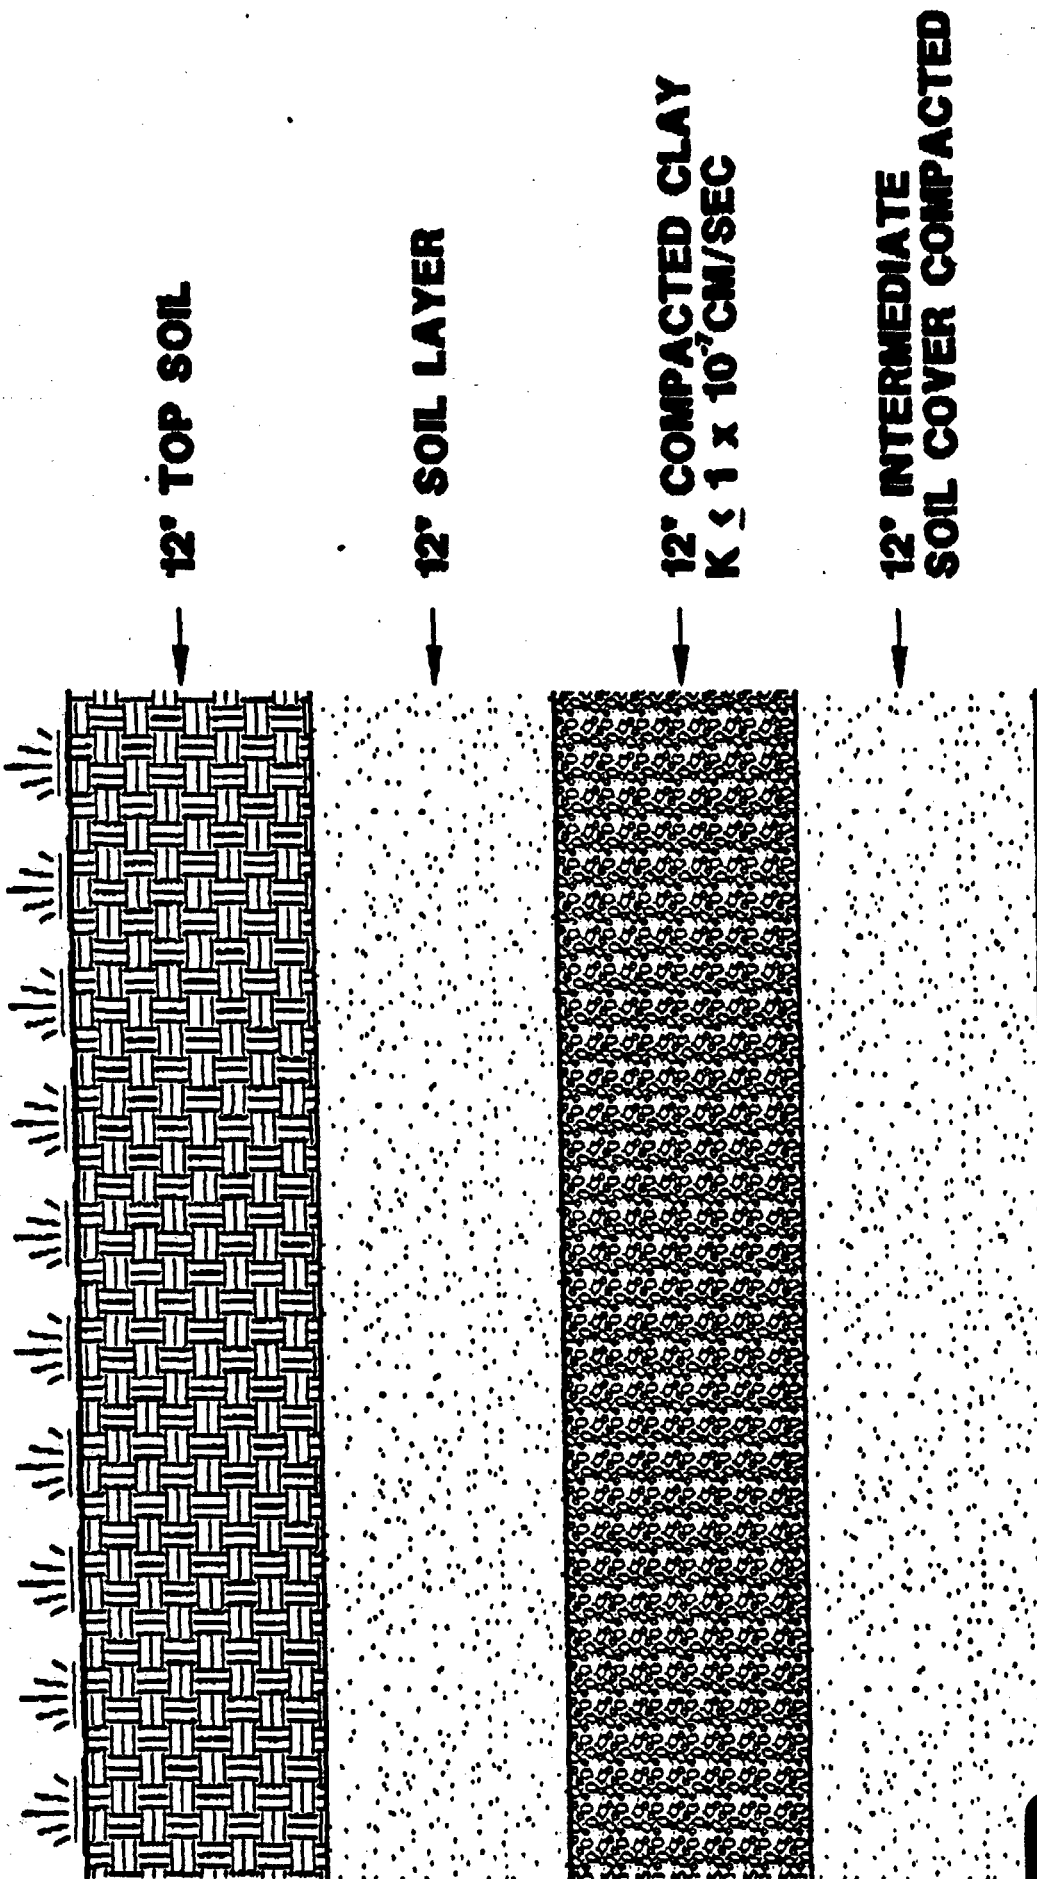 12" TOP SOIL
12" SOIL LAYER
12" COMPACTED CLAY
K ≤ 1 x 10⁻⁷CM/SEC
12" INTERMEDIATE
SOIL COVER COMPACTED